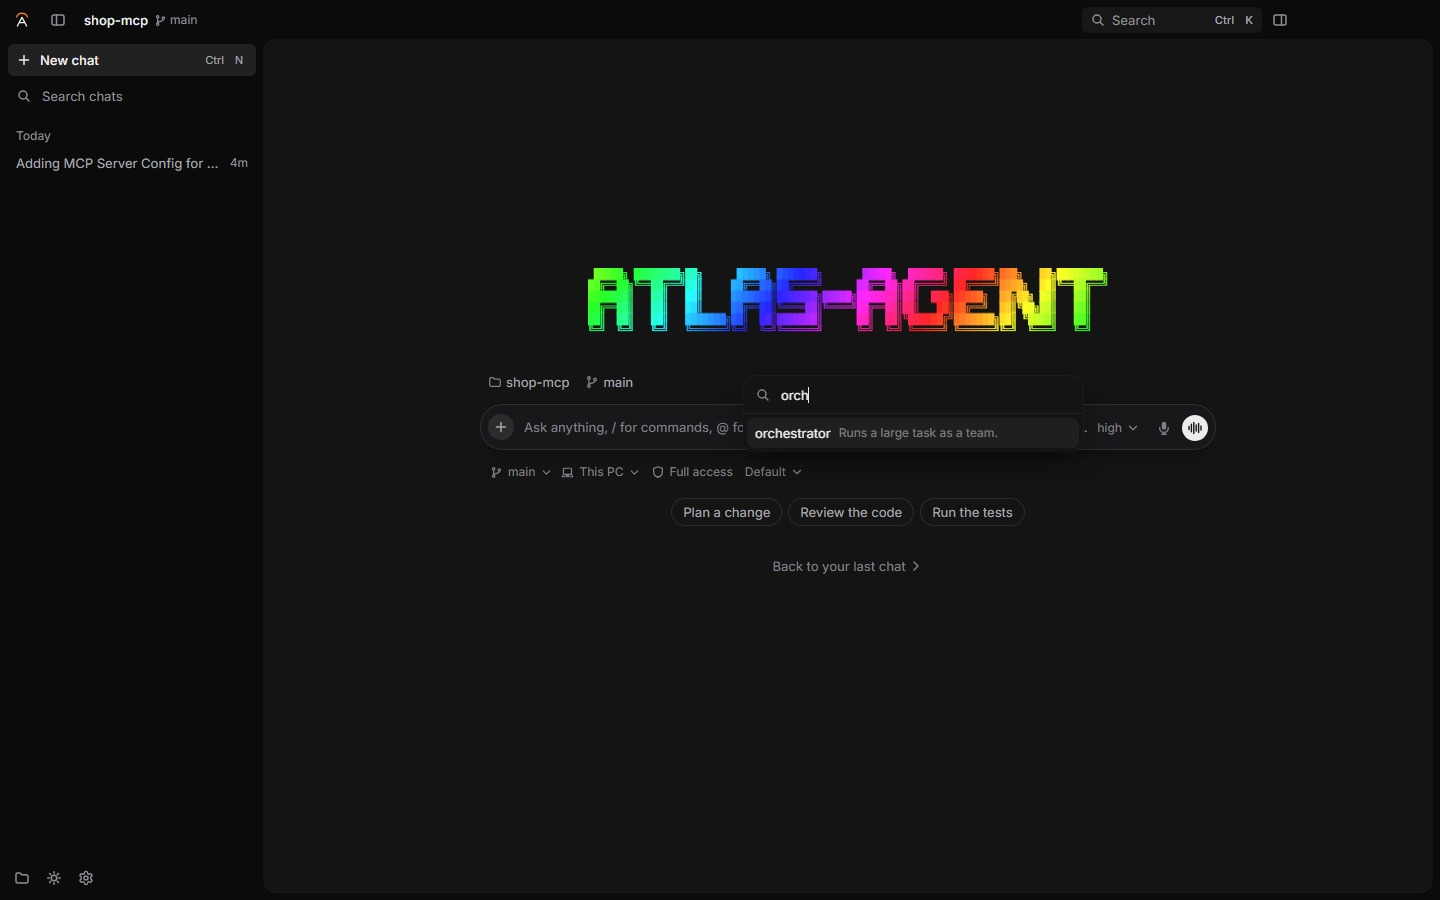 shop-mcp main
Search Ctrl K
New chat Ctrl N
Search chats
Today
Adding MCP Server Config for ... 4m
ATLAS-AGENT
shop-mcp main
orch
Ask anything, / for commands, @ fo
orchestrator Runs a large task as a team.
. high
main This PC Full access Default
Plan a change Review the code Run the tests
Back to your last chat